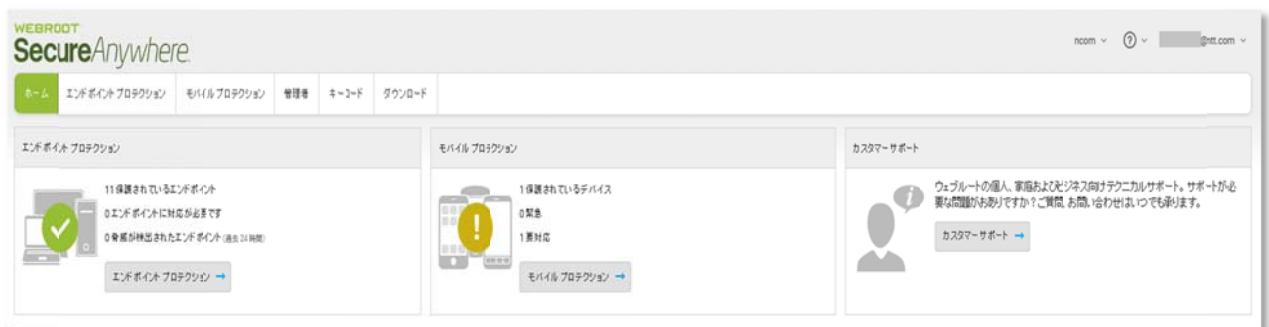 WEBROOT
SecureAnywhere.
ncom
?
@ntt.com
ホーム
エンドポイント プロテクション
モバイル プロテクション
管理者
キーコード
ダウンロード
エンドポイント プロテクション
11 保護されているエンドポイント
0 エンドポイントに対応が必要です
0 脅威が検出されたエンドポイント (過去 24 時間)
エンドポイント プロテクション →
モバイル プロテクション
1 保護されているデバイス
0 緊急
1 要対応
モバイル プロテクション →
カスタマー サポート
ウェブルートの個人、家庭およびビジネス向けテクニカルサポート。サポートが必
要な問題がおありですか？ご質問、お問い合わせはいつでも承ります。
カスタマー サポート →